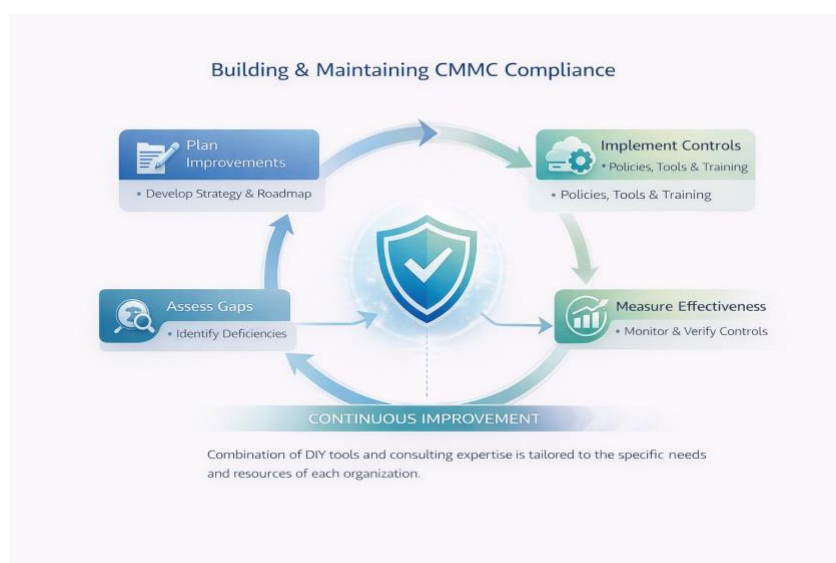 Building & Maintaining CMMC Compliance
Plan
Improvements
• Develop Strategy & Roadmap
Implement Controls
• Policies, Tools & Training
• Policies, Tools & Training
Assess Gaps
• Identify Deficiencies
Measure Effectiveness
• Monitor & Verify Controls
CONTINUOUS IMPROVEMENT
Combination of DIY tools and consulting expertise is tailored to the specific needs
and resources of each organization.